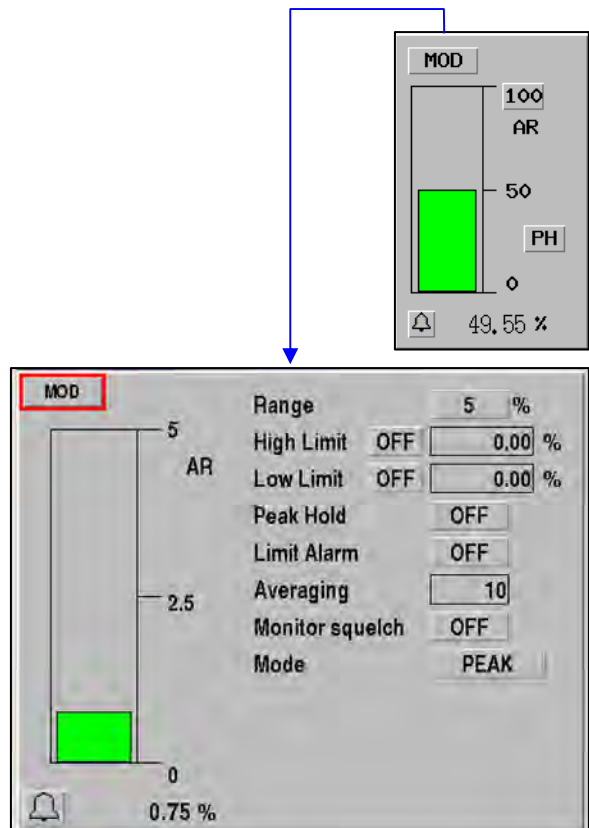 MOD
100
AR
50
PH
0
49.55 %
MOD
5
AR
2.5
0
0.75 %
Range 5 %
High Limit OFF 0.00 %
Low Limit OFF 0.00 %
Peak Hold OFF
Limit Alarm OFF
Averaging 10
Monitor squelch OFF
Mode PEAK